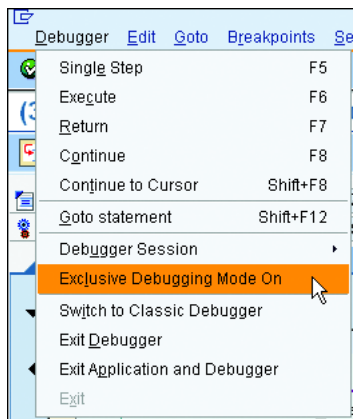 Debugger Edit Goto Breakpoints Se
Single Step F5
Execute F6
Return F7
Continue F8
Continue to Cursor Shift+F8
Goto statement Shift+F12
Debugger Session
Exclusive Debugging Mode On
Switch to Classic Debugger
Exit Debugger
Exit Application and Debugger
Exit